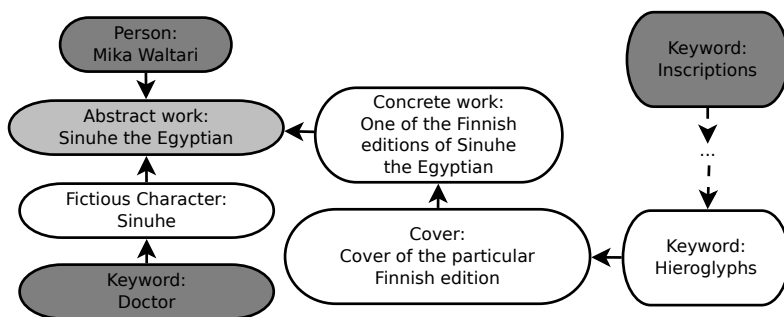 Person:
Mika Waltari
Abstract work:
Sinuhe the Egyptian
Fictious Character:
Sinuhe
Keyword:
Doctor
Concrete work:
One of the Finnish
editions of Sinuhe
the Egyptian
Cover:
Cover of the particular
Finnish edition
Keyword:
Inscriptions
...
Keyword:
Hieroglyphs